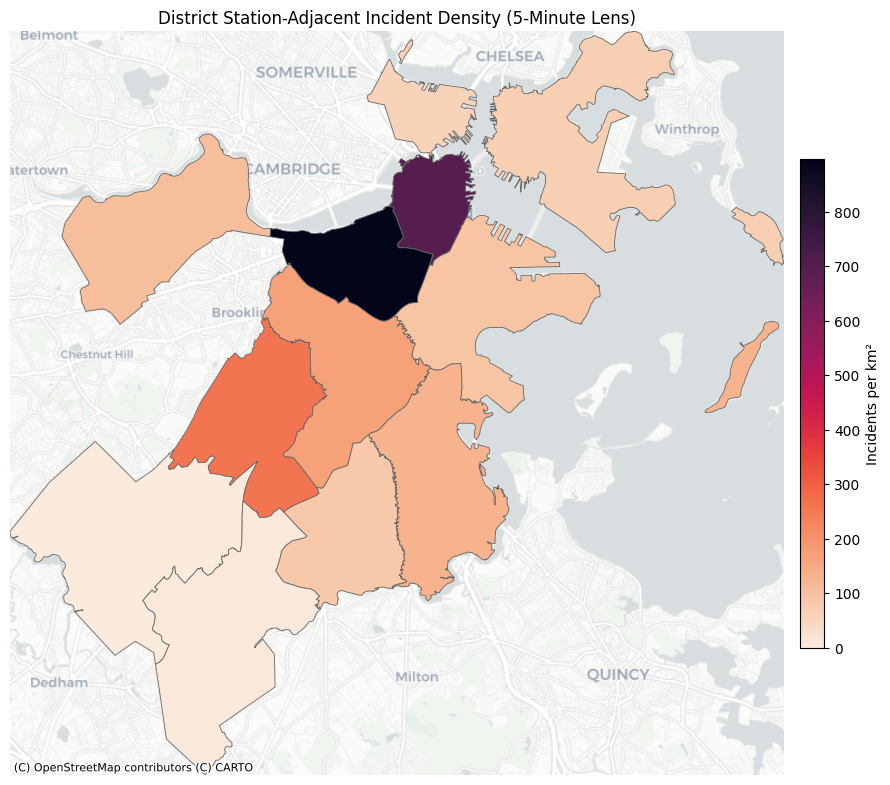 District Station-Adjacent Incident Density (5-Minute Lens)
Belmont
CHELSEA
SOMERVILLE
Winthrop
CAMBRIDGE
atertown
D
Brooklin
Chestnut Hill
Milton
QUINCY
Dedham
(C) OpenStreetMap contributors (C) CARTO
800
700
600
500
400
300
200
100
0
Incidents per km²